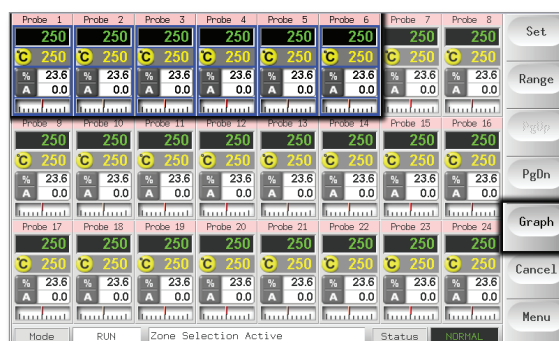 Probe 1 Probe 2 Probe 3 Probe 4 Probe 5 Probe 6 Probe 7 Probe 8
250 250 250 250 250 250 250 250
°C 250 °C 250 °C 250 °C 250 °C 250 °C 250 °C 250 °C 250
% 23.6 % 23.6 % 23.6 % 23.6 % 23.6 % 23.6 % 23.6 % 23.6
A 0.0 A 0.0 A 0.0 A 0.0 A 0.0 A 0.0 A 0.0 A 0.0
Probe 9 Probe 10 Probe 11 Probe 12 Probe 13 Probe 14 Probe 15 Probe 16
250 250 250 250 250 250 250 250
°C 250 °C 250 °C 250 °C 250 °C 250 °C 250 °C 250 °C 250
% 23.6 % 23.6 % 23.6 % 23.6 % 23.6 % 23.6 % 23.6 % 23.6
A 0.0 A 0.0 A 0.0 A 0.0 A 0.0 A 0.0 A 0.0 A 0.0
Probe 17 Probe 18 Probe 19 Probe 20 Probe 21 Probe 22 Probe 23 Probe 24
250 250 250 250 250 250 250 250
°C 250 °C 250 °C 250 °C 250 °C 250 °C 250 °C 250 °C 250
% 23.6 % 23.6 % 23.6 % 23.6 % 23.6 % 23.6 % 23.6 % 23.6
A 0.0 A 0.0 A 0.0 A 0.0 A 0.0 A 0.0 A 0.0 A 0.0
Mode RUN Zone Selection Active Status NORMAL
Set
Range
PgUp
PgDn
Graph
Cancel
Menu